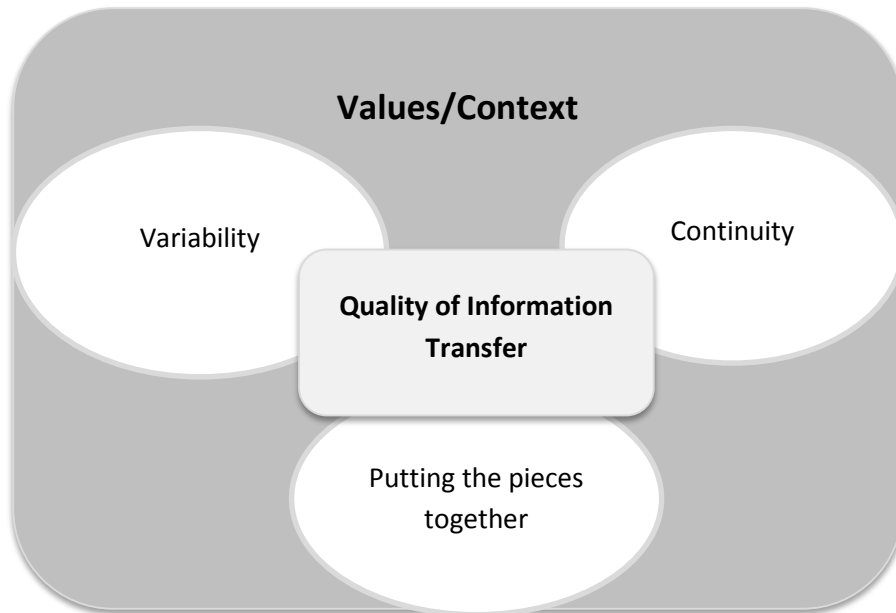 Values/Context
Variability
Continuity
Quality of Information
Transfer
Putting the pieces
together